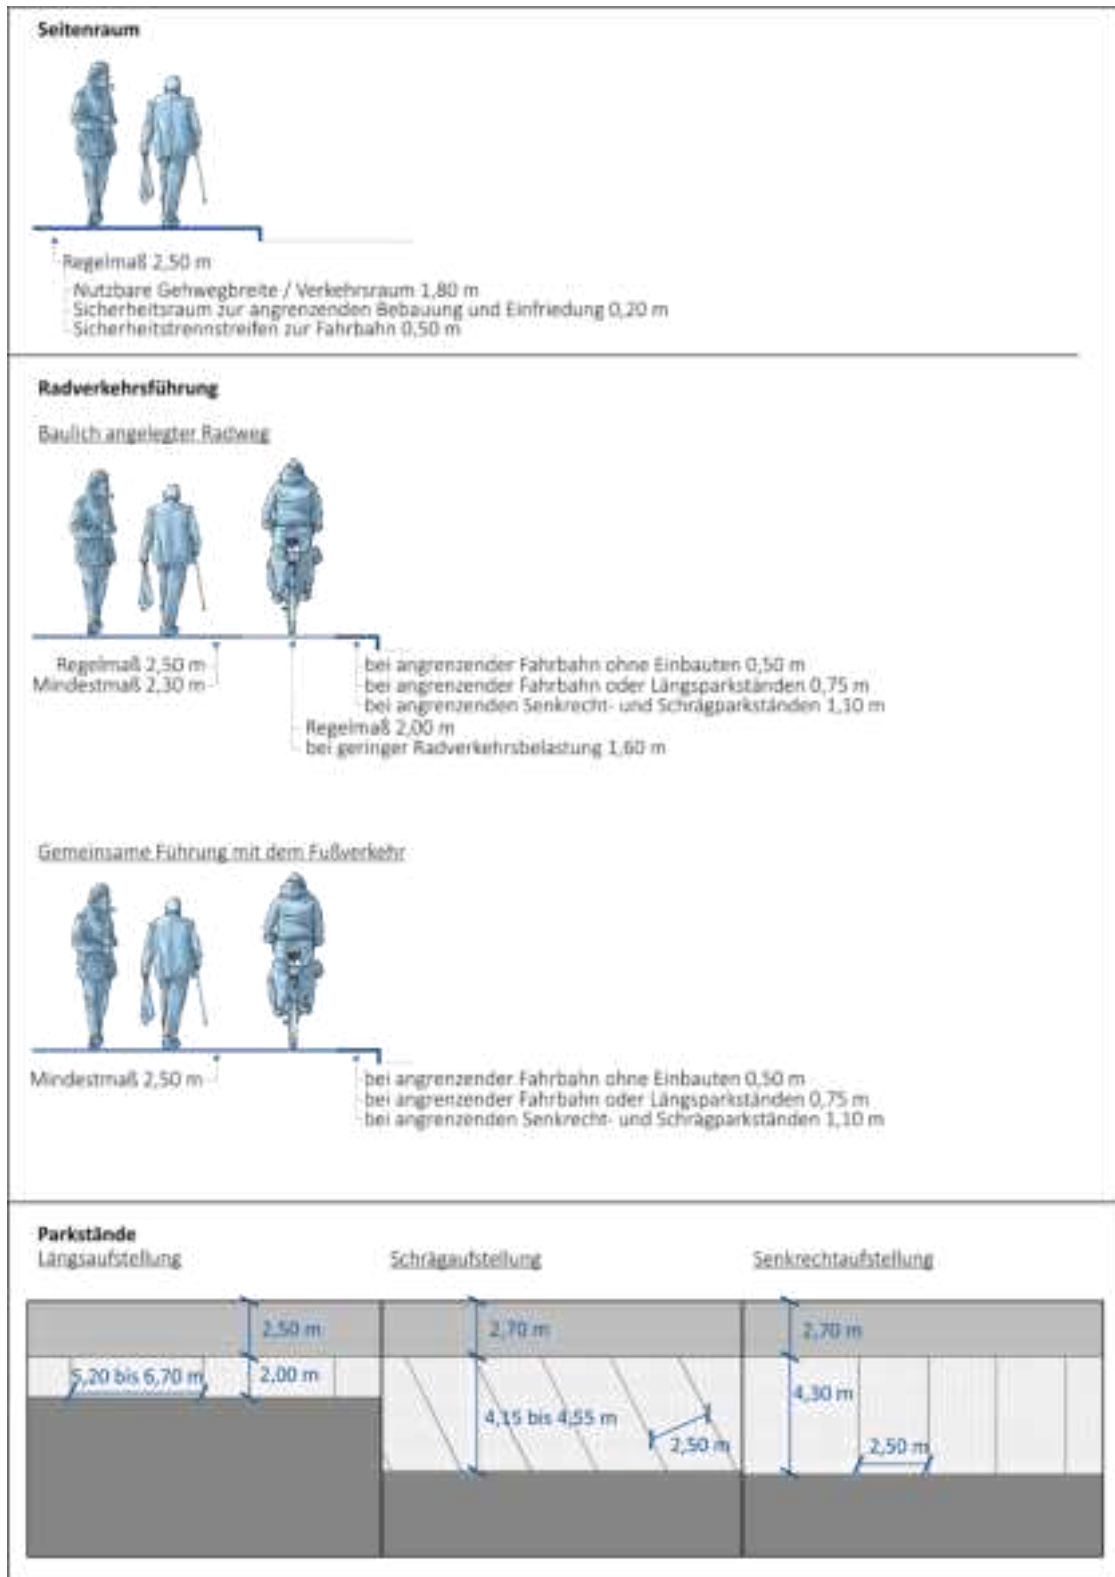 Seitenraum
Regelmaß 2,50 m
Nutzbare Gehwegbreite / Verkehrsraum 1,80 m
Sicherheitsraum zur angrenzenden Bebauung und Einfriedung 0,20 m
Sicherheitstrennstreifen zur Fahrbahn 0,50 m
Radverkehrsführung
Baulich angelegter Radweg
Regelmaß 2,50 m
Mindestmaß 2,30 m
bei angrenzender Fahrbahn ohne Einbauten 0,50 m
bei angrenzender Fahrbahn oder Längsparkständen 0,75 m
bei angrenzenden Senkrecht- und Schrägparkständen 1,10 m
Regelmaß 2,00 m
bei geringer Radverkehrsbelastung 1,60 m
Gemeinsame Führung mit dem Fußverkehr
Mindestmaß 2,50 m
bei angrenzender Fahrbahn ohne Einbauten 0,50 m
bei angrenzender Fahrbahn oder Längsparkständen 0,75 m
bei angrenzenden Senkrecht- und Schrägparkständen 1,10 m
Parkstände
Längsaufstellung
Schrägaufstellung
Senkrechtaufstellung
2,50 m
2,70 m
2,70 m
5,20 bis 6,70 m
2,00 m
4,15 bis 4,55 m
2,50 m
4,30 m
2,50 m